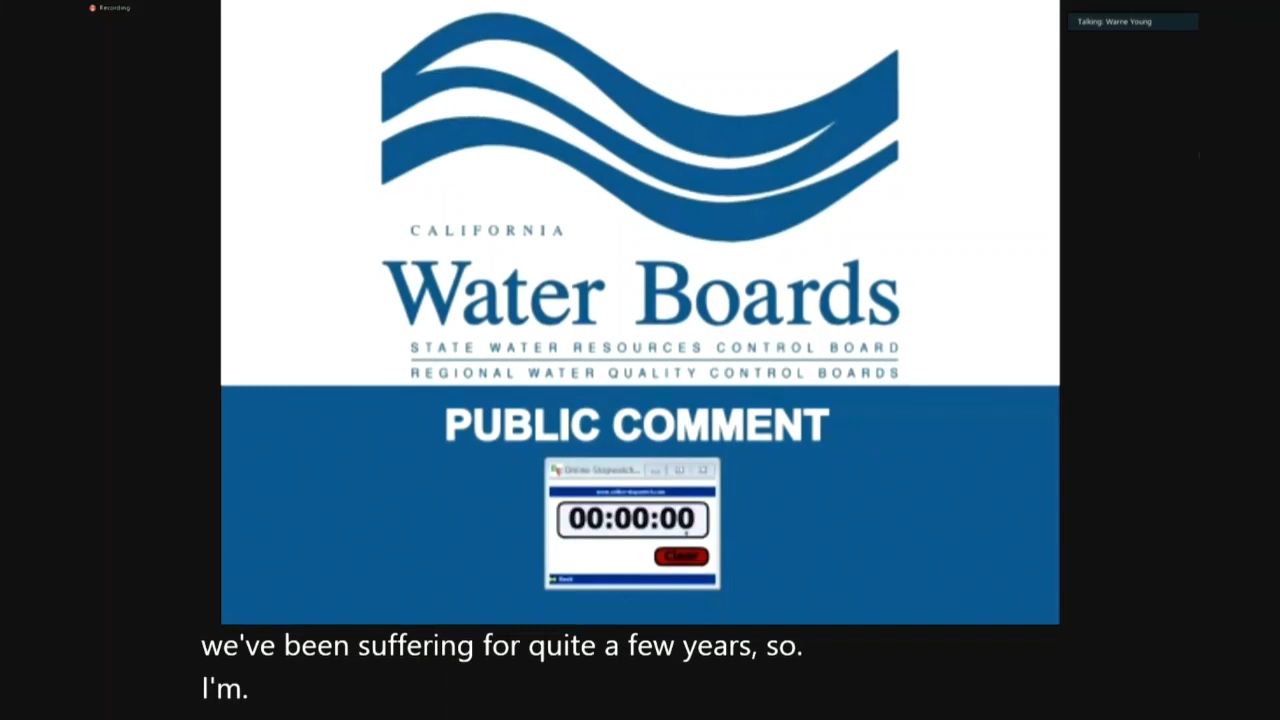 Recording
Talking: Warne Young
CALIFORNIA
Water Boards
STATE WATER RESOURCES CONTROL BOARD
REGIONAL WATER QUALITY CONTROL BOARDS
PUBLIC COMMENT
00:00:00
Clear
we've been suffering for quite a few years, so.
I'm.